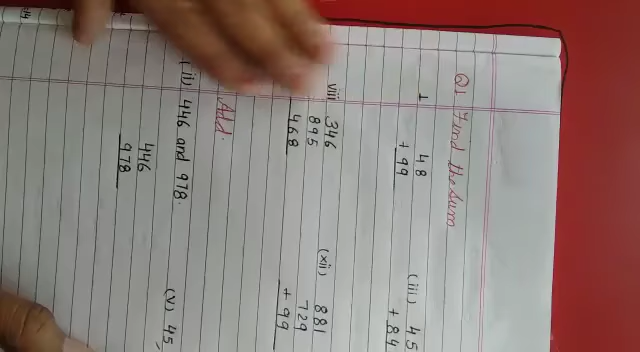 Q1. Find the sum
1 48
+ 99
(iii) 45
+ 84
viii 346
895
468
(xii) 881
729
+ 99
Add.
(ii) 446 and 978.
446
978
(v) 45,